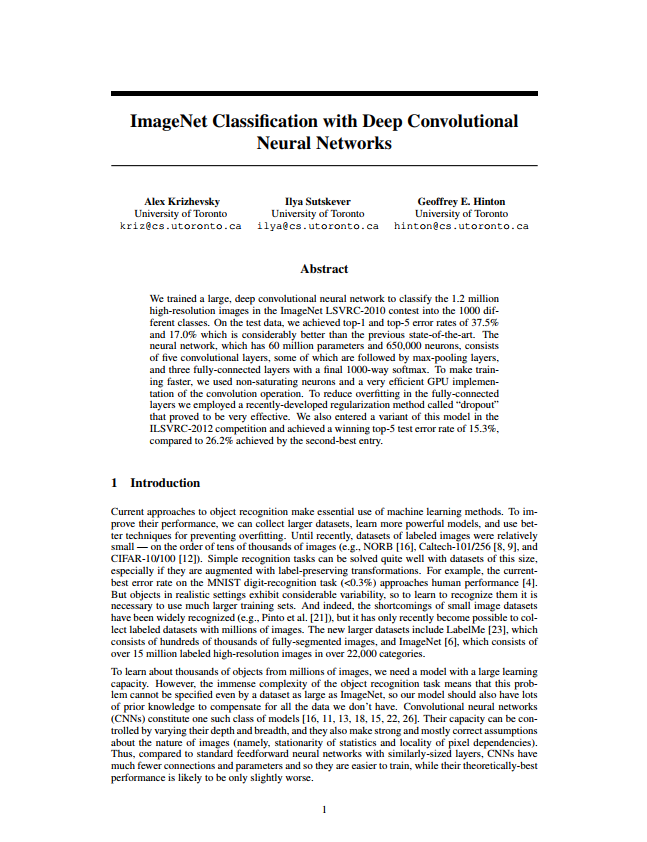 ImageNet Classification with Deep Convolutional
Neural Networks
Alex Krizhevsky
University of Toronto
kriz@cs.utoronto.ca
Ilya Sutskever
University of Toronto
ilya@cs.utoronto.ca
Geoffrey E. Hinton
University of Toronto
hinton@cs.utoronto.ca
Abstract
We trained a large, deep convolutional neural network to classify the 1.2 million
high-resolution images in the ImageNet LSVRC-2010 contest into the 1000 dif-
ferent classes. On the test data, we achieved top-1 and top-5 error rates of 37.5%
and 17.0% which is considerably better than the previous state-of-the-art. The
neural network, which has 60 million parameters and 650,000 neurons, consists
of five convolutional layers, some of which are followed by max-pooling layers,
and three fully-connected layers with a final 1000-way softmax. To make train-
ing faster, we used non-saturating neurons and a very efficient GPU implemen-
tation of the convolution operation. To reduce overfitting in the fully-connected
layers we employed a recently-developed regularization method called “dropout”
that proved to be very effective. We also entered a variant of this model in the
ILSVRC-2012 competition and achieved a winning top-5 test error rate of 15.3%,
compared to 26.2% achieved by the second-best entry.
1 Introduction
Current approaches to object recognition make essential use of machine learning methods. To im-
prove their performance, we can collect larger datasets, learn more powerful models, and use bet-
ter techniques for preventing overfitting. Until recently, datasets of labeled images were relatively
small — on the order of tens of thousands of images (e.g., NORB [16], Caltech-101/256 [8, 9], and
CIFAR-10/100 [12]). Simple recognition tasks can be solved quite well with datasets of this size,
especially if they are augmented with label-preserving transformations. For example, the current-
best error rate on the MNIST digit-recognition task (<0.3%) approaches human performance [4].
But objects in realistic settings exhibit considerable variability, so to learn to recognize them it is
necessary to use much larger training sets. And indeed, the shortcomings of small image datasets
have been widely recognized (e.g., Pinto et al. [21]), but it has only recently become possible to col-
lect labeled datasets with millions of images. The new larger datasets include LabelMe [23], which
consists of hundreds of thousands of fully-segmented images, and ImageNet [6], which consists of
over 15 million labeled high-resolution images in over 22,000 categories.
To learn about thousands of objects from millions of images, we need a model with a large learning
capacity. However, the immense complexity of the object recognition task means that this prob-
lem cannot be specified even by a dataset as large as ImageNet, so our model should also have lots
of prior knowledge to compensate for all the data we don’t have. Convolutional neural networks
(CNNs) constitute one such class of models [16, 11, 13, 18, 15, 22, 26]. Their capacity can be con-
trolled by varying their depth and breadth, and they also make strong and mostly correct assumptions
about the nature of images (namely, stationarity of statistics and locality of pixel dependencies).
Thus, compared to standard feedforward neural networks with similarly-sized layers, CNNs have
much fewer connections and parameters and so they are easier to train, while their theoretically-best
performance is likely to be only slightly worse.
1